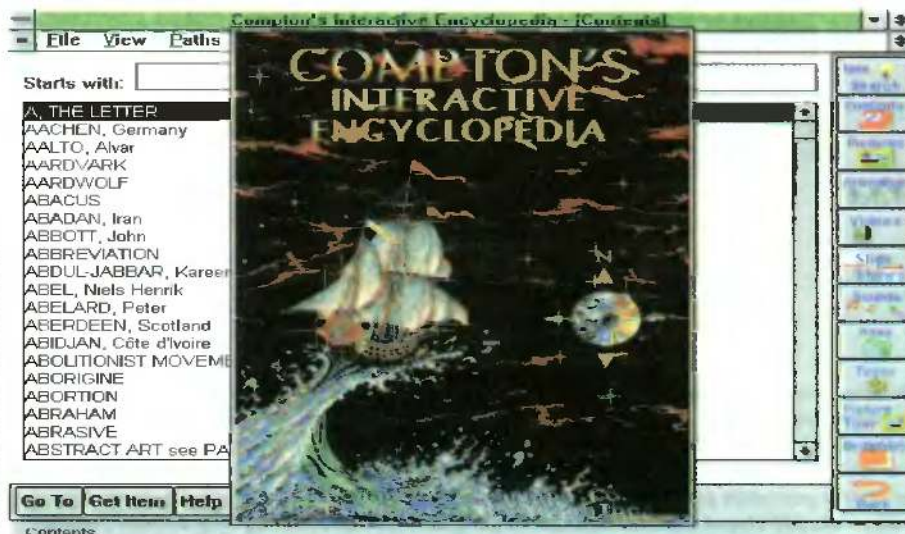 Compton's Interactive Encyclopedia - [Contents]
File View Paths
Starts with:
COMPTON'S
INTERACTIVE
ENCYCLOPEDIA
A, THE LETTER
AACHEN, Germany
AALTO, Alvar
AARDVARK
AARDWOLF
ABACUS
ABADAN, Iran
ABBOTT, John
ABBREVIATION
ABDUL-JABBAR, Kareem
ABEL, Niels Henrik
ABELARD, Peter
ABERDEEN, Scotland
ABIDJAN, Côte d'Ivoire
ABOLITIONIST MOVEME
ABORIGINE
ABORTION
ABRAHAM
ABRASIVE
ABSTRACT ART see PA
N
Go To Get Item Help
Contents
Search
Videos
Sounds
Back